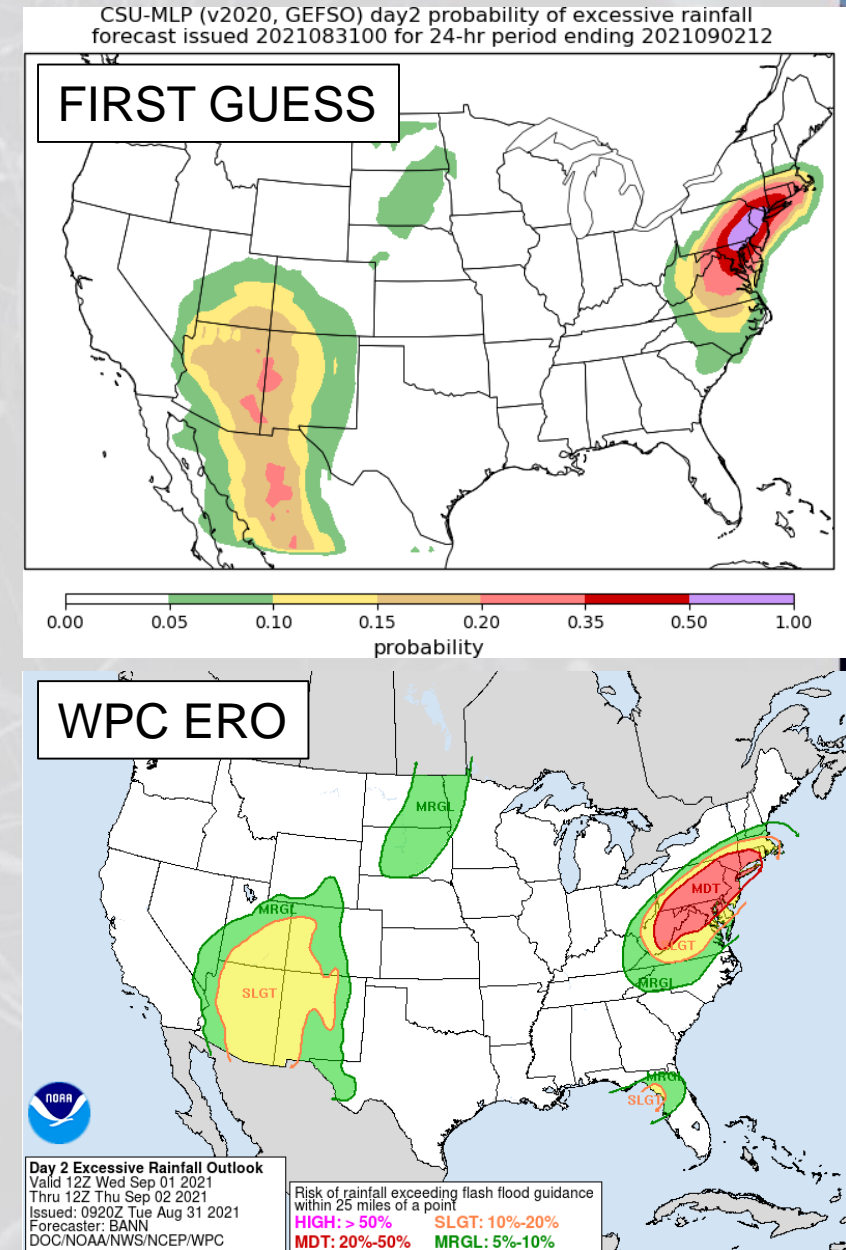 CSU-MLP (v2020, GEFSO) day2 probability of excessive rainfall
forecast issued 2021083100 for 24-hr period ending 2021090212
FIRST GUESS
0.00 0.05 0.10 0.15 0.20 0.35 0.50 1.00
probability
WPC ERO
MRGL
MDT
MRGL
LGT
SLGT
MRGL
MRGL
SLGT
NOAA
Day 2 Excessive Rainfall Outlook
Valid 12Z Wed Sep 01 2021
Thru 12Z Thu Sep 02 2021
Issued: 0920Z Tue Aug 31 2021
Forecaster: BANN
DOC/NOAA/NWS/NCEP/WPC
Risk of rainfall exceeding flash flood guidance
within 25 miles of a point
HIGH: > 50% SLGT: 10%-20%
MDT: 20%-50% MRGL: 5%-10%